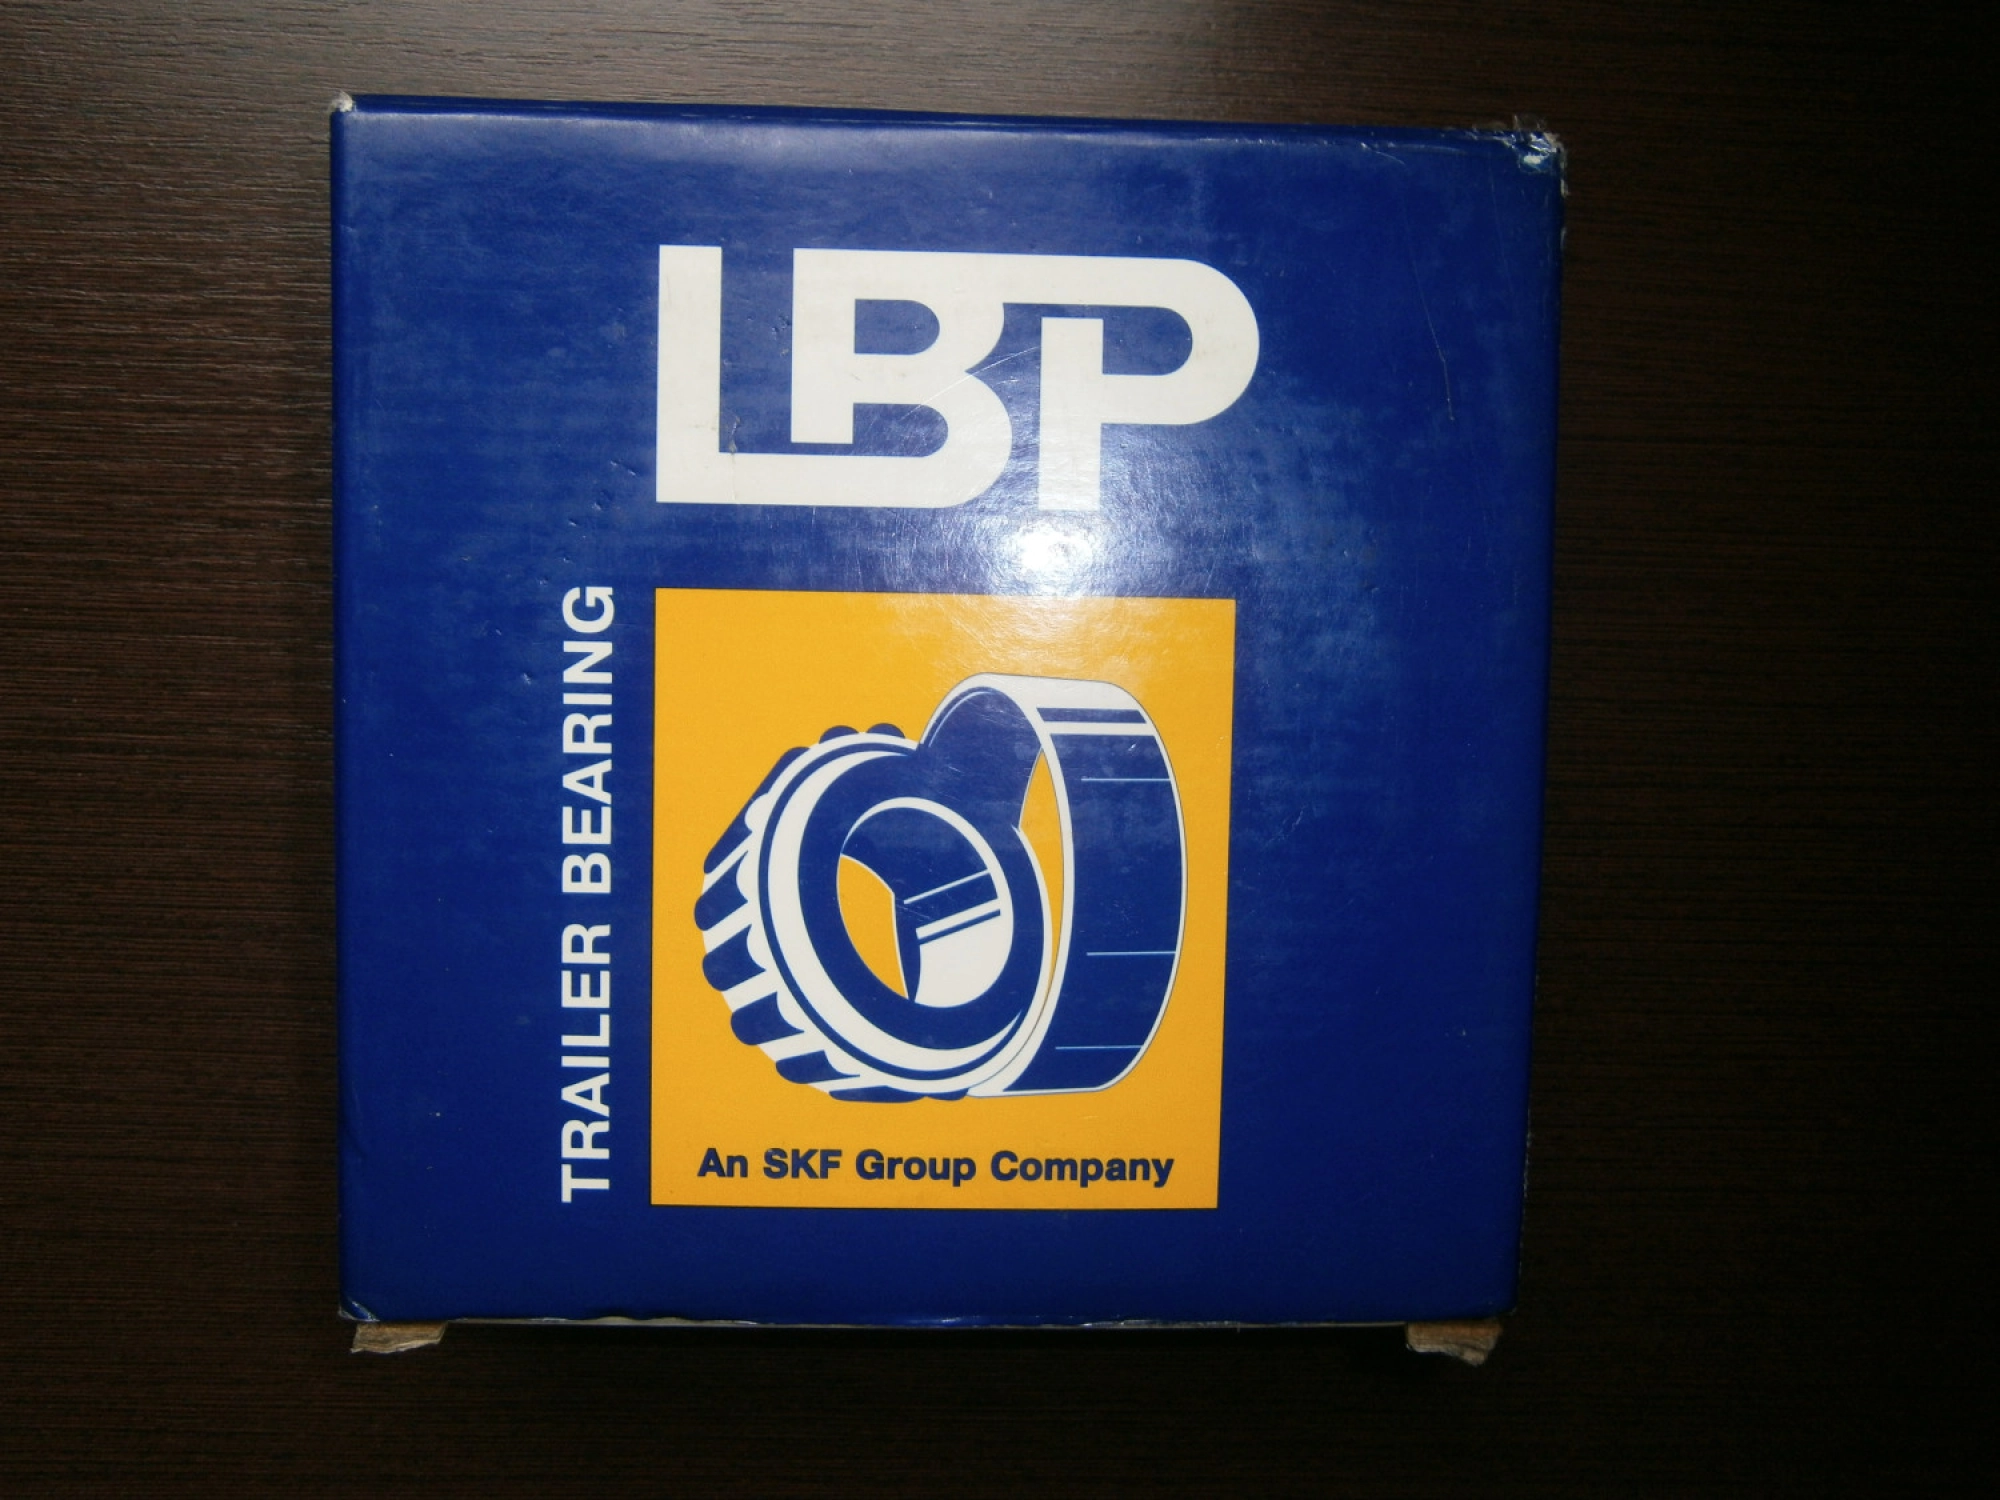 LBP
TRAILER BEARING
An SKF Group Company